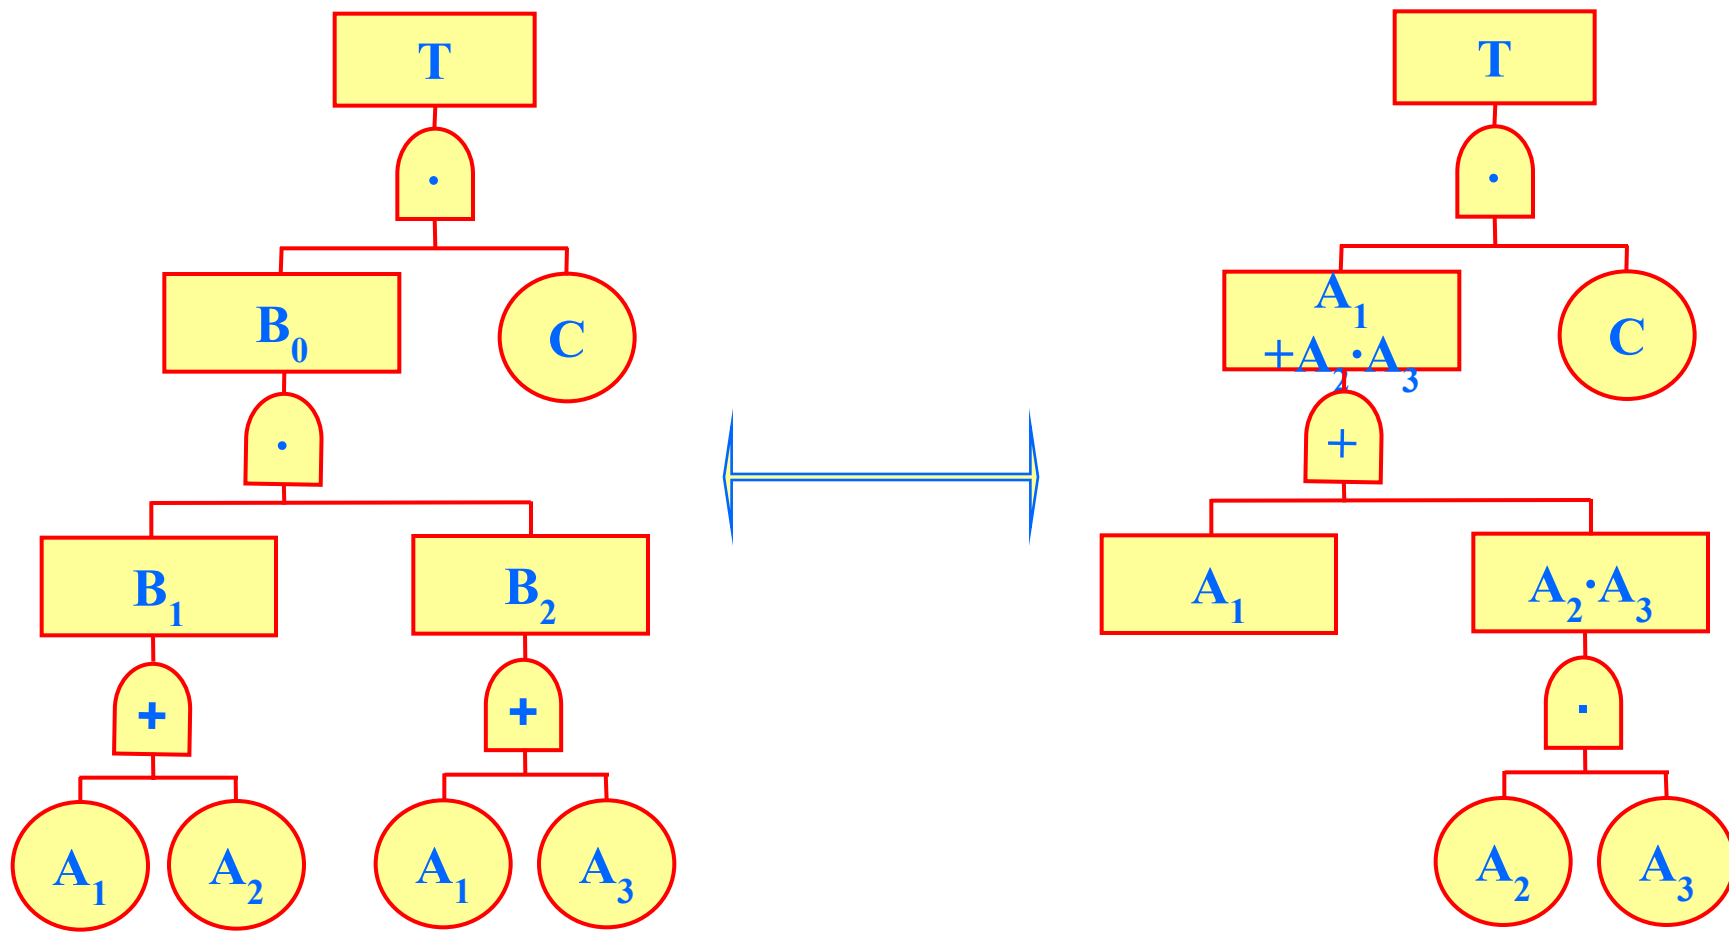 T
T
·
·
B₀
C
A₁
+A₂·A₃
C
·
+
B₁
B₂
A₁
A₂·A₃
+
+
·
A₁
A₂
A₁
A₃
A₂
A₃